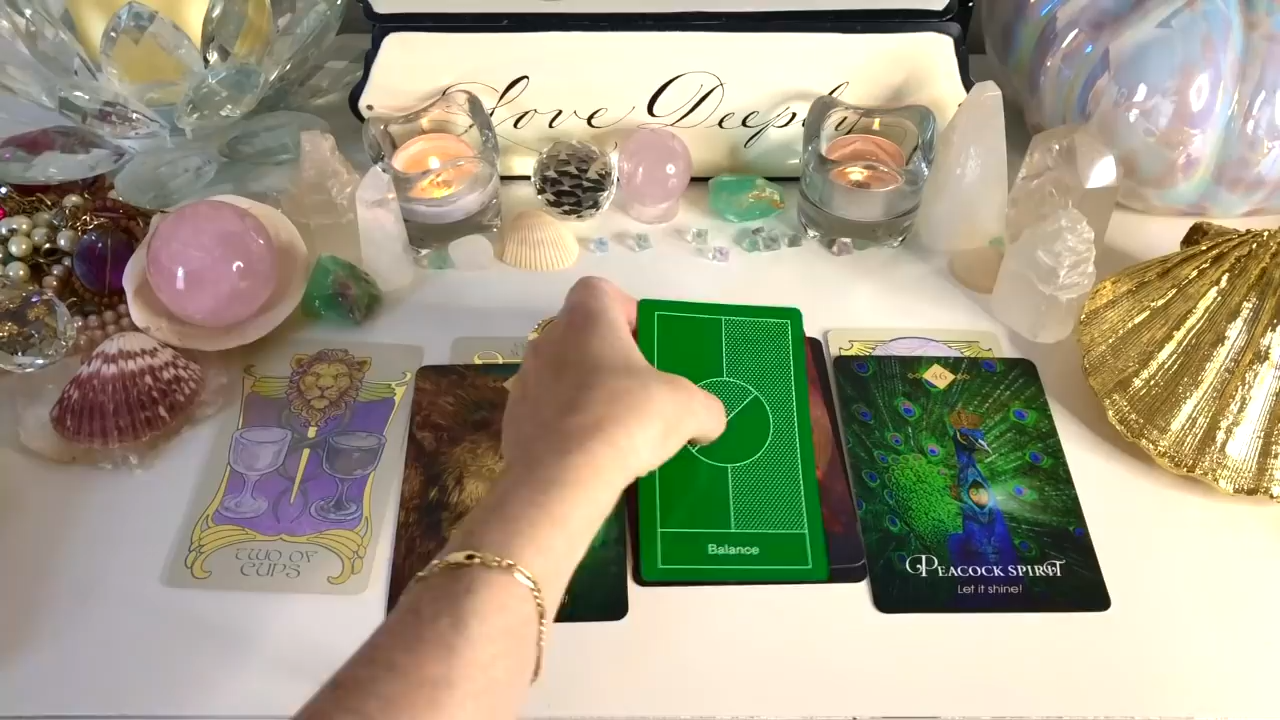 Love Deeply
46
TWO OF
CUPS
Balance
PEACOCK SPIRIT
Let it shine!